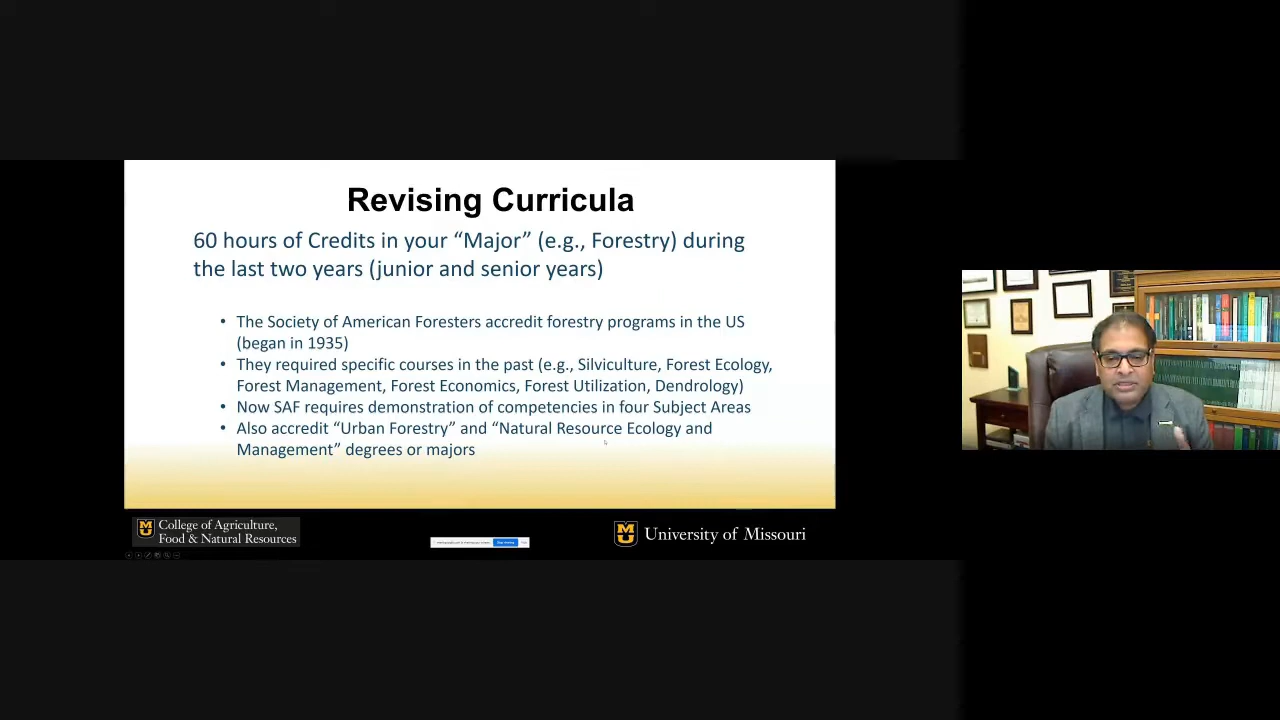 Revising Curricula
60 hours of Credits in your “Major” (e.g., Forestry) during
the last two years (junior and senior years)
• The Society of American Foresters accredit forestry programs in the US
(began in 1935)
• They required specific courses in the past (e.g., Silviculture, Forest Ecology,
Forest Management, Forest Economics, Forest Utilization, Dendrology)
• Now SAF requires demonstration of competencies in four Subject Areas
• Also accredit “Urban Forestry” and “Natural Resource Ecology and
Management” degrees or majors
College of Agriculture,
Food & Natural Resources
University of Missouri